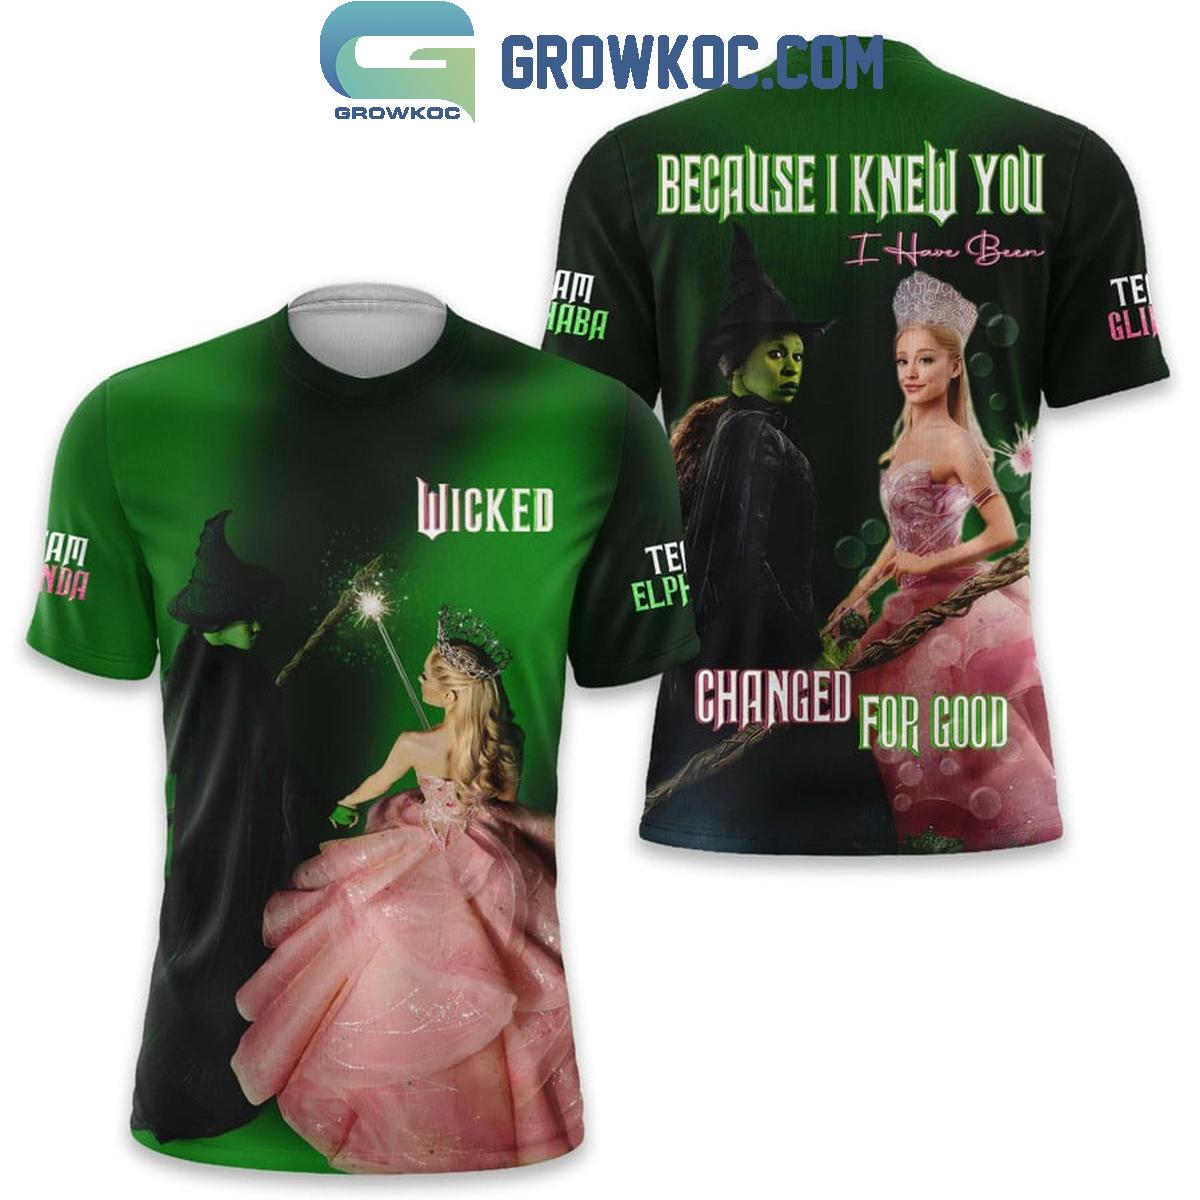 GROWKOC
GROWKOC.COM
BECAUSE I KNEW YOU
I Have Been
CHANGED
FOR GOOD
WICKED